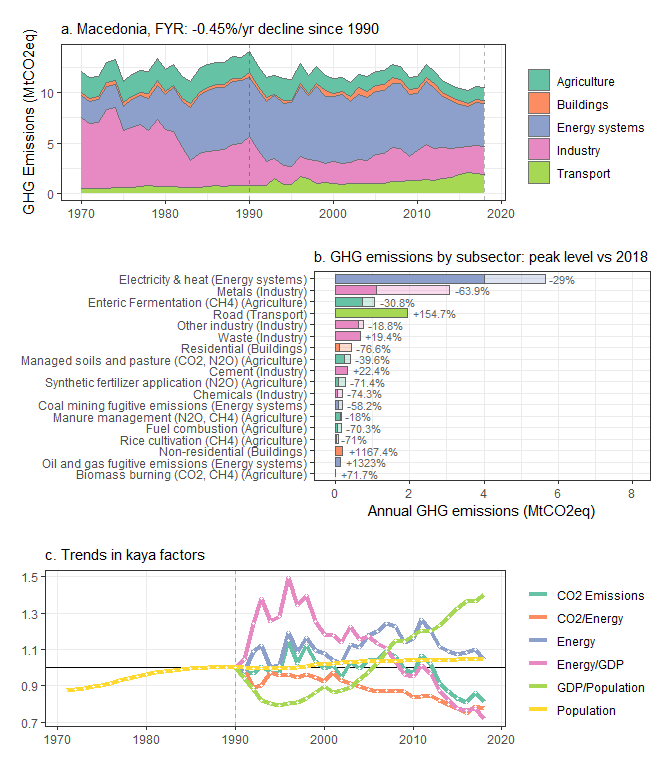 a. Macedonia, FYR: -0.45%/yr decline since 1990
GHG Emissions (MtCO2eq)
10
5
0
1970
1980
1990
2000
2010
2020
Agriculture
Buildings
Energy systems
Industry
Transport
b. GHG emissions by subsector: peak level vs 2018
Electricity & heat (Energy systems) -29%
Metals (Industry) -63.9%
Enteric Fermentation (CH4) (Agriculture) -30.8%
Road (Transport) +154.7%
Other industry (Industry) -18.8%
Waste (Industry) +19.4%
Residential (Buildings) -76.6%
Managed soils and pasture (CO2, N2O) (Agriculture) -39.6%
Cement (Industry) +22.4%
Synthetic fertilizer application (N2O) (Agriculture) -71.4%
Chemicals (Industry) -74.3%
Coal mining fugitive emissions (Energy systems) -58.2%
Manure management (N2O, CH4) (Agriculture) -18%
Fuel combustion (Agriculture) -70.3%
Rice cultivation (CH4) (Agriculture) -71%
Non-residential (Buildings) +1167.4%
Oil and gas fugitive emissions (Energy systems) +1323%
Biomass burning (CO2, CH4) (Agriculture) +71.7%
0
2
4
6
8
Annual GHG emissions (MtCO2eq)
c. Trends in kaya factors
1.5
1.3
1.1
0.9
0.7
1970
1980
1990
2000
2010
2020
CO2 Emissions
CO2/Energy
Energy
Energy/GDP
GDP/Population
Population